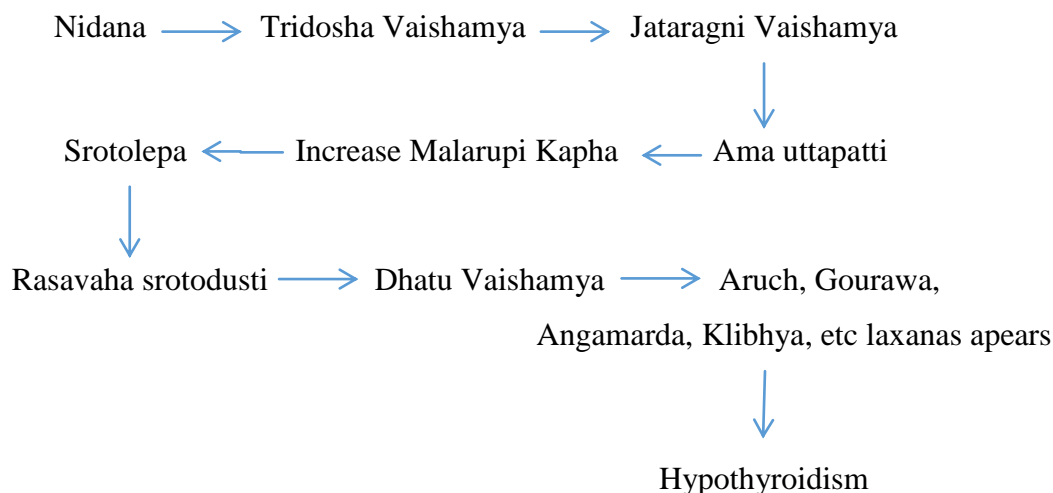 Nidana Tridosha Vaishamya Jataragni Vaishamya
Srotolepa Increase Malarupi Kapha Ama uttapatti
Rasavaha srotodusti Dhatu Vaishamya Aruch, Gourawa,
Angamarda, Klibhya, etc laxanas apears
Hypothyroidism